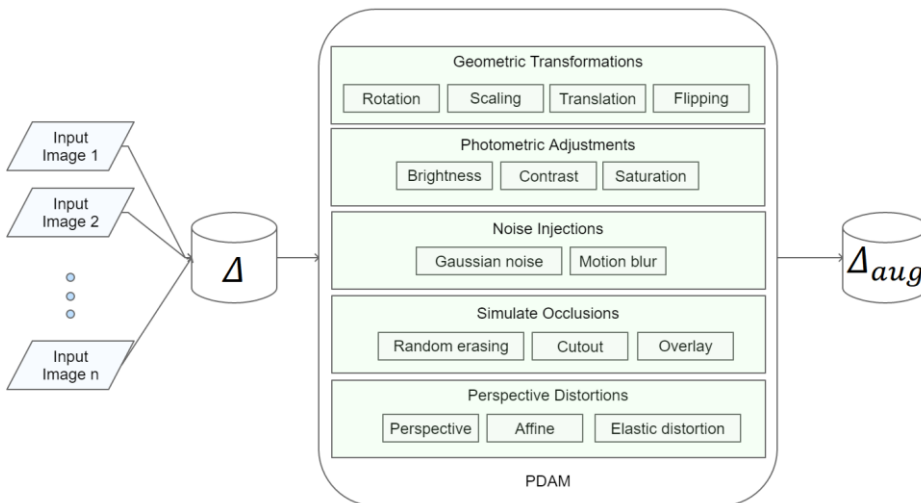 Input
Image 1
Input
Image 2
Input
Image n
Δ
Geometric Transformations
Rotation Scaling Translation Flipping
Photometric Adjustments
Brightness Contrast Saturation
Noise Injections
Gaussian noise Motion blur
Simulate Occlusions
Random erasing Cutout Overlay
Perspective Distortions
Perspective Affine Elastic distortion
PDAM
Δaug